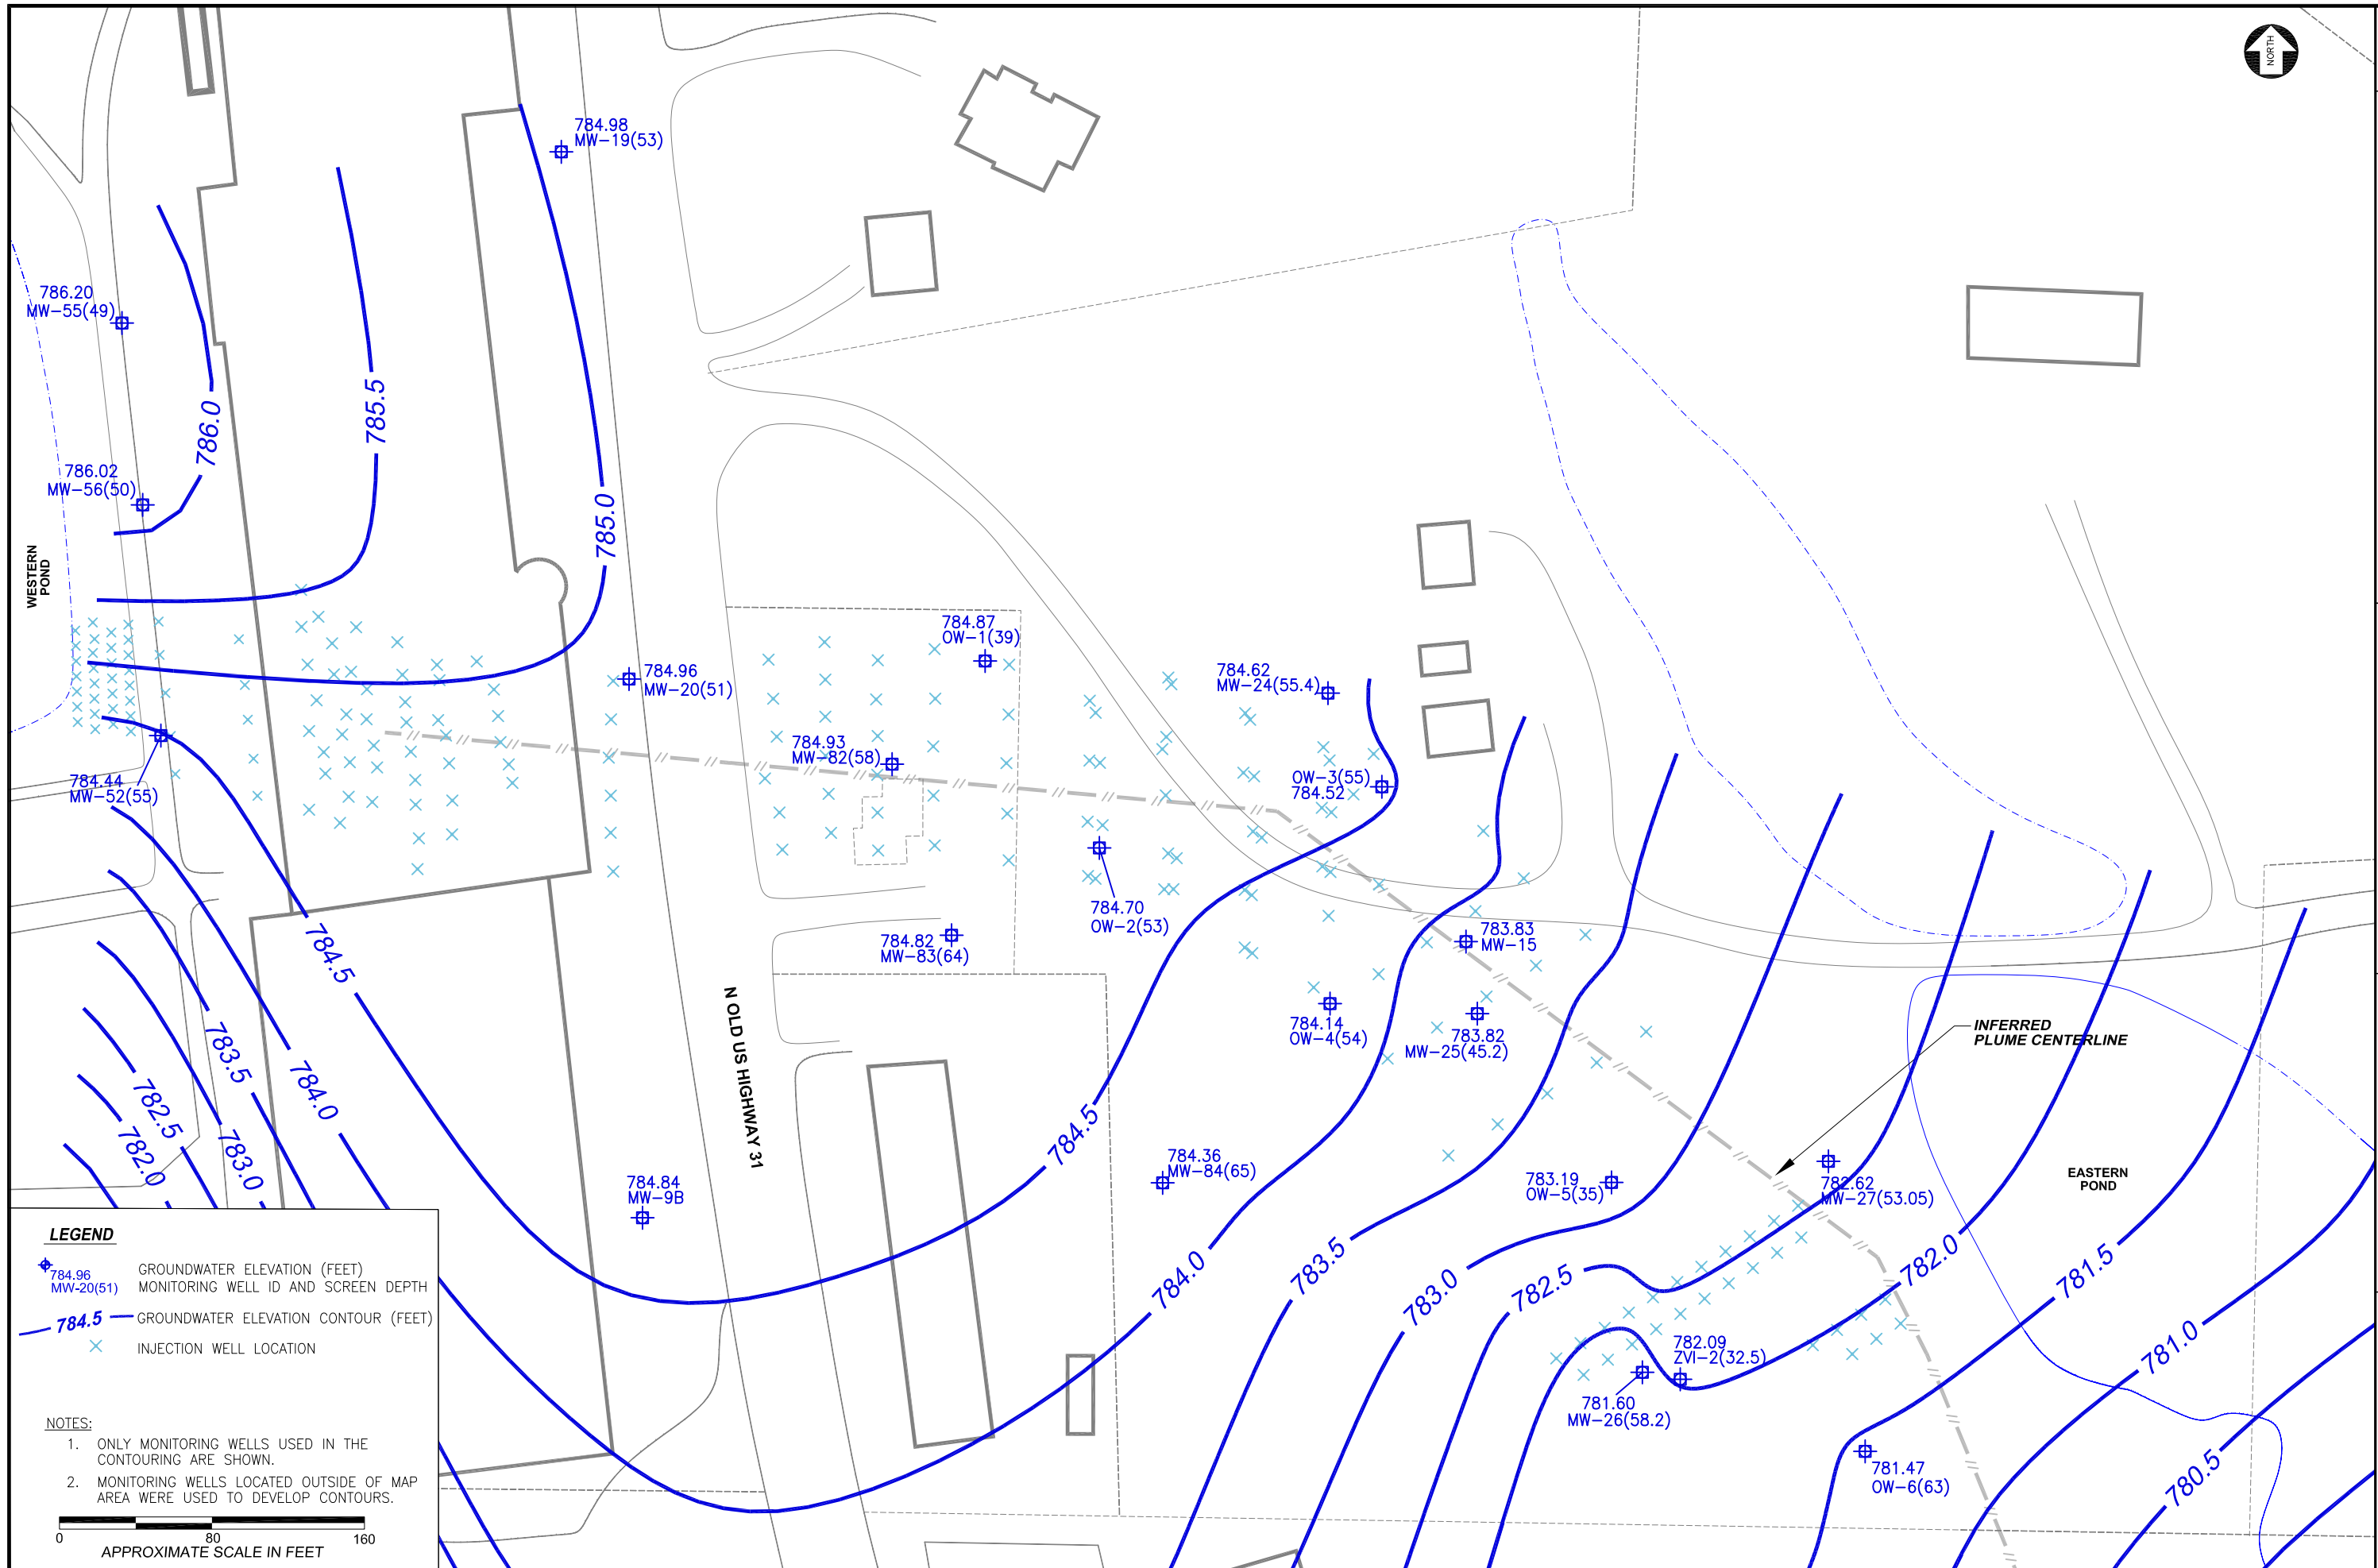 NORTH
784.98
MW-19(53)
786.20
MW-55(49)
786.0
785.5
786.02
MW-56(50)
785.0
WESTERN
POND
784.87
OW-1(39)
784.96
MW-20(51)
784.62
MW-24(55.4)
784.93
MW-82(58)
OW-3(55)
784.52
784.44
MW-52(55)
784.70
OW-2(53)
784.82
MW-83(64)
783.83
MW-15
784.5
N OLD US HIGHWAY 31
784.14
OW-4(54)
783.82
MW-25(45.2)
INFERRED
PLUME CENTERLINE
783.5
784.0
782.5
782.0
783.0
784.5
784.36
MW-84(65)
783.19
OW-5(35)
782.62
MW-27(53.05)
EASTERN
POND
784.84
MW-9B
784.0
783.5
783.0
782.5
782.0
781.5
781.0
780.5
782.09
ZVI-2(32.5)
781.60
MW-26(58.2)
781.47
OW-6(63)
LEGEND
784.96
MW-20(51)
GROUNDWATER ELEVATION (FEET)
MONITORING WELL ID AND SCREEN DEPTH
784.5
GROUNDWATER ELEVATION CONTOUR (FEET)
INJECTION WELL LOCATION
NOTES:
1. ONLY MONITORING WELLS USED IN THE
CONTOURING ARE SHOWN.
2. MONITORING WELLS LOCATED OUTSIDE OF MAP
AREA WERE USED TO DEVELOP CONTOURS.
0 80 160
APPROXIMATE SCALE IN FEET